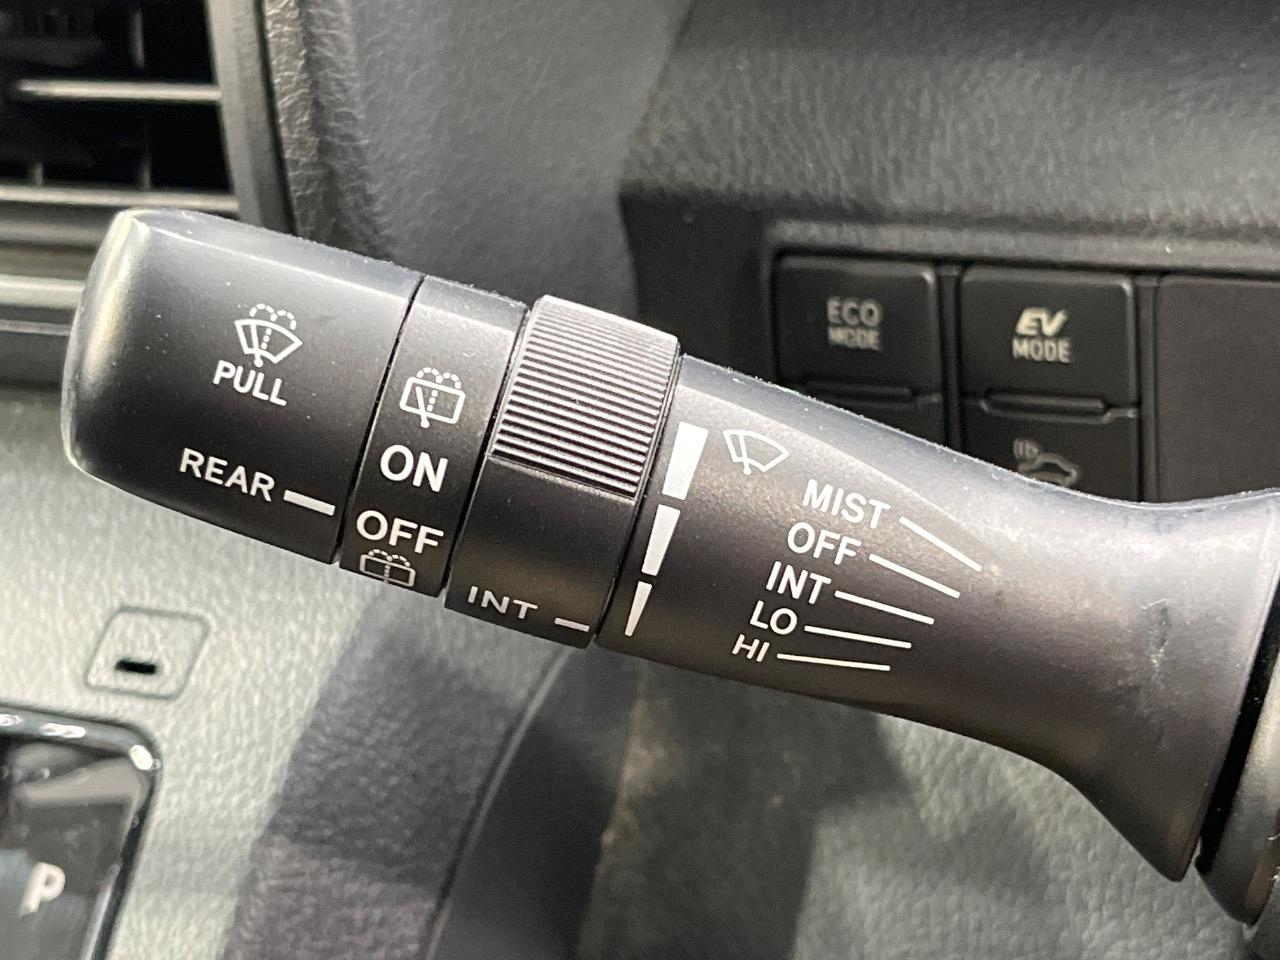 PULL
REAR
ON
OFF
INT
MIST
OFF
INT
LO
HI
ECO
MODE
EV
MODE
P